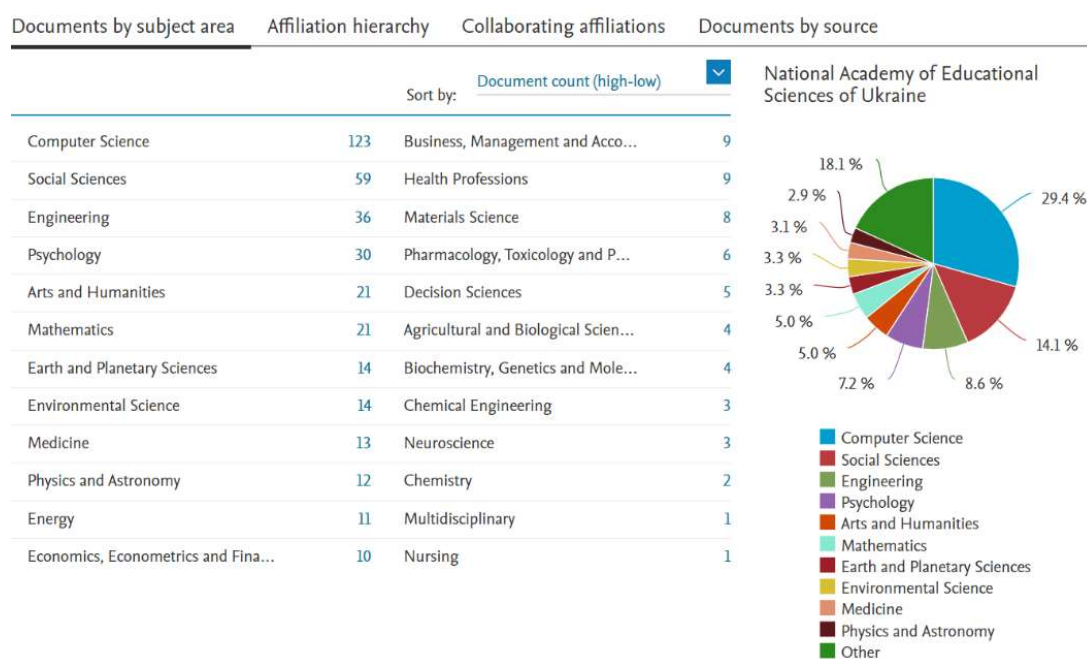 Documents by subject area Affiliation hierarchy Collaborating affiliations Documents by source
Sort by: Document count (high-low)
Computer Science 123 Business, Management and Acco... 9
Social Sciences 59 Health Professions 9
Engineering 36 Materials Science 8
Psychology 30 Pharmacology, Toxicology and P... 6
Arts and Humanities 21 Decision Sciences 5
Mathematics 21 Agricultural and Biological Scien... 4
Earth and Planetary Sciences 14 Biochemistry, Genetics and Mole... 4
Environmental Science 14 Chemical Engineering 3
Medicine 13 Neuroscience 3
Physics and Astronomy 12 Chemistry 2
Energy 11 Multidisciplinary 1
Economics, Econometrics and Fina... 10 Nursing 1
National Academy of Educational
Sciences of Ukraine
18.1 %
29.4 %
2.9 %
3.1 %
3.3 %
3.3 %
5.0 %
5.0 %
14.1 %
7.2 %
8.6 %
Computer Science
Social Sciences
Engineering
Psychology
Arts and Humanities
Mathematics
Earth and Planetary Sciences
Environmental Science
Medicine
Physics and Astronomy
Other